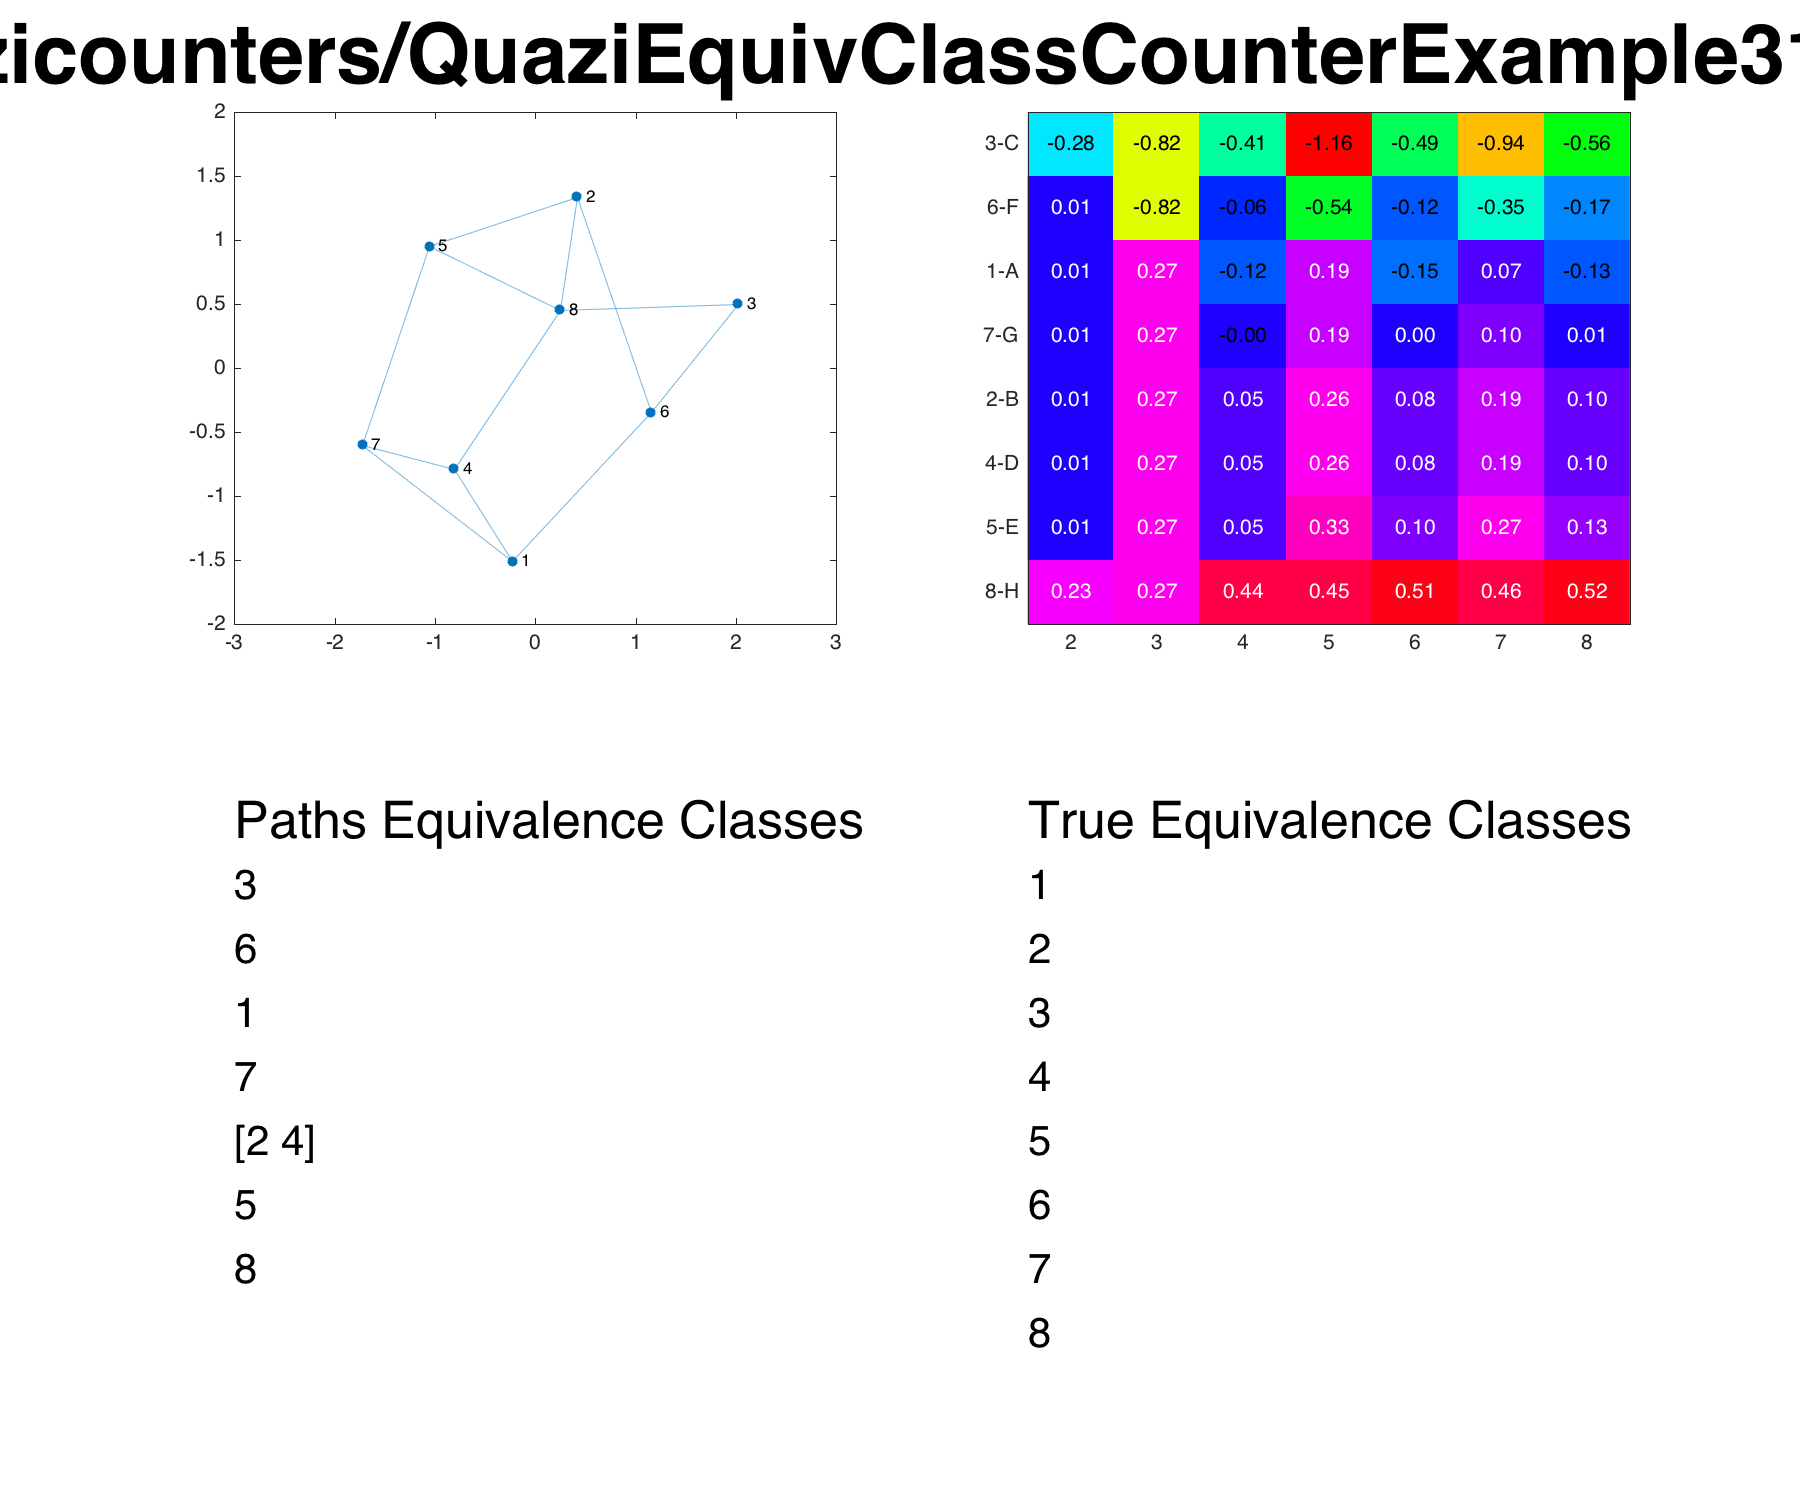 zicounters/QuaziEquivClassCounterExample31
2
1.5
1
0.5
0
-0.5
-1
-1.5
-2
-3 -2 -1 0 1 2 3
2
5
8
3
6
7
4
1
3-C -0.28 -0.82 -0.41 -1.16 -0.49 -0.94 -0.56
6-F 0.01 -0.82 -0.06 -0.54 -0.12 -0.35 -0.17
1-A 0.01 0.27 -0.12 0.19 -0.15 0.07 -0.13
7-G 0.01 0.27 -0.00 0.19 0.00 0.10 0.01
2-B 0.01 0.27 0.05 0.26 0.08 0.19 0.10
4-D 0.01 0.27 0.05 0.26 0.08 0.19 0.10
5-E 0.01 0.27 0.05 0.33 0.10 0.27 0.13
8-H 0.23 0.27 0.44 0.45 0.51 0.46 0.52
2 3 4 5 6 7 8
Paths Equivalence Classes
3
6
1
7
[2 4]
5
8
True Equivalence Classes
1
2
3
4
5
6
7
8